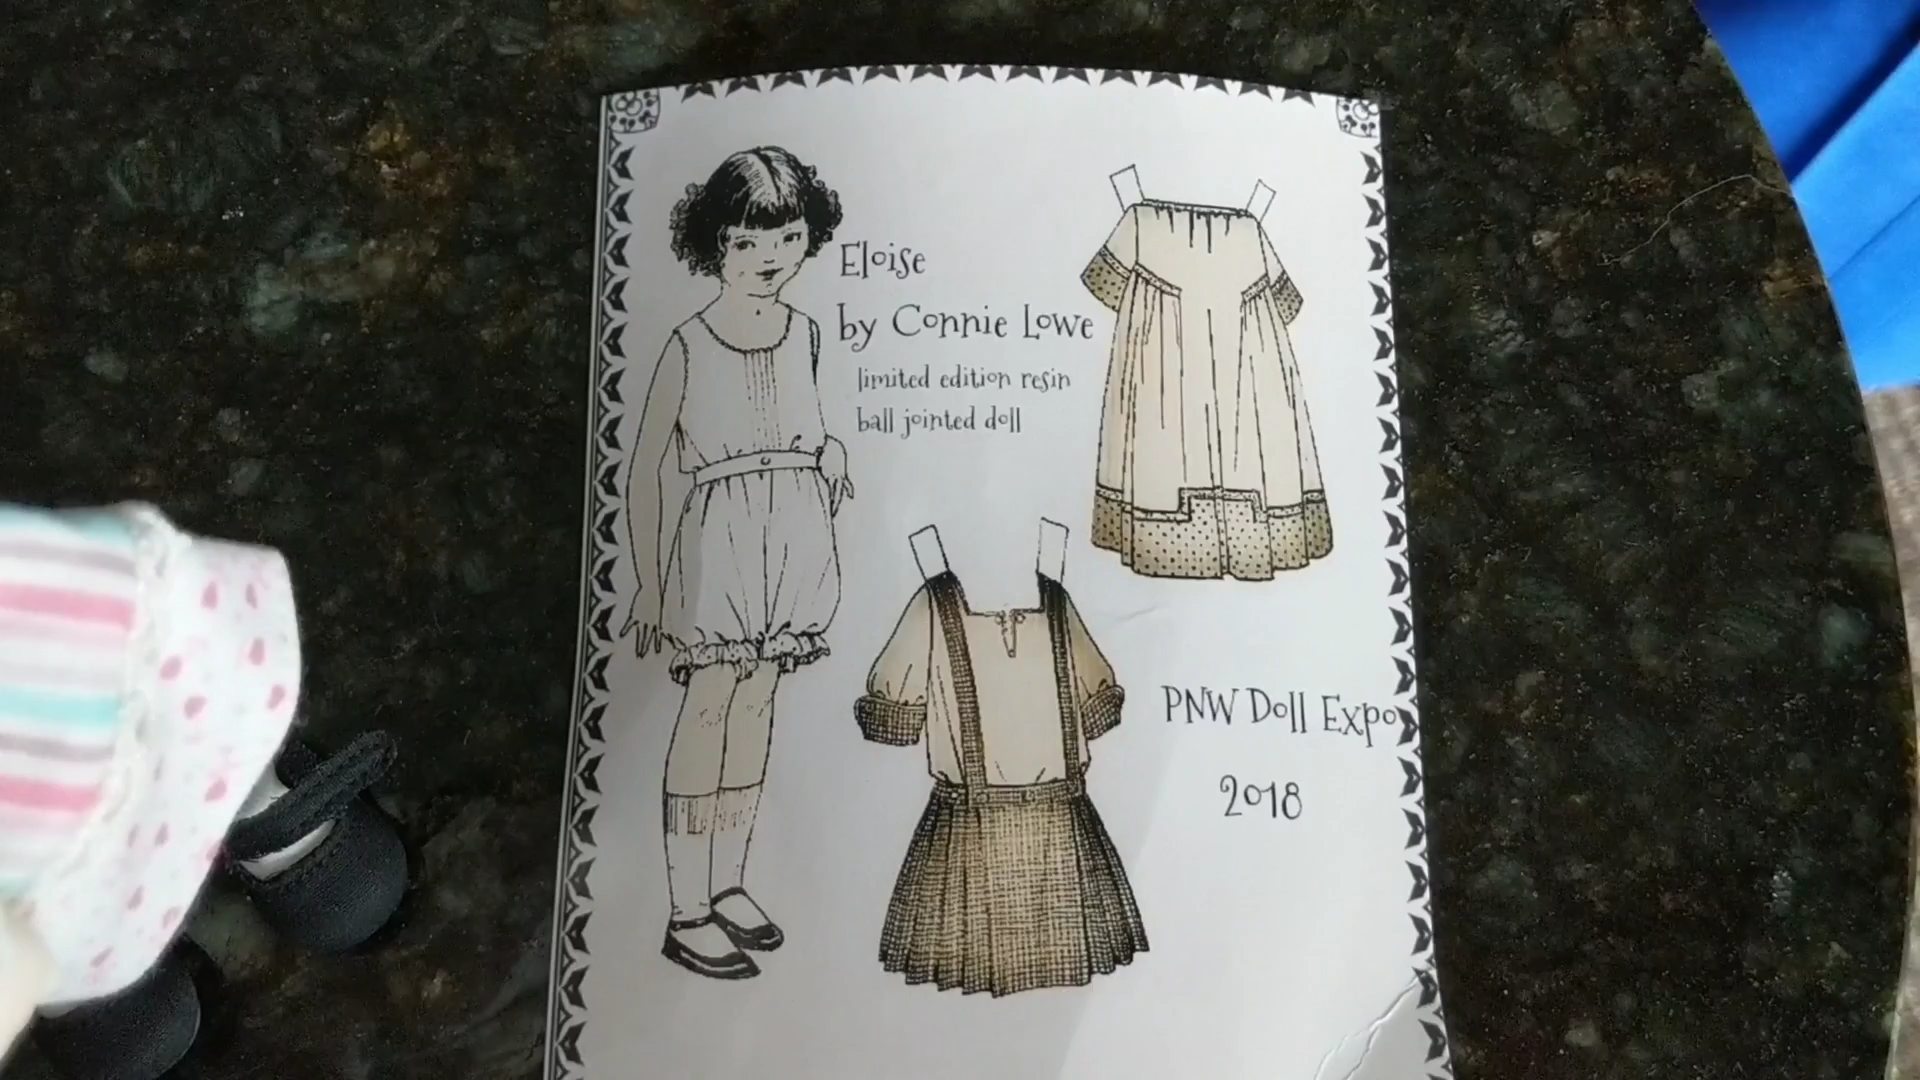 Eloise
by Connie Lowe
limited edition resin
ball jointed doll
PNW Doll Expo
2018